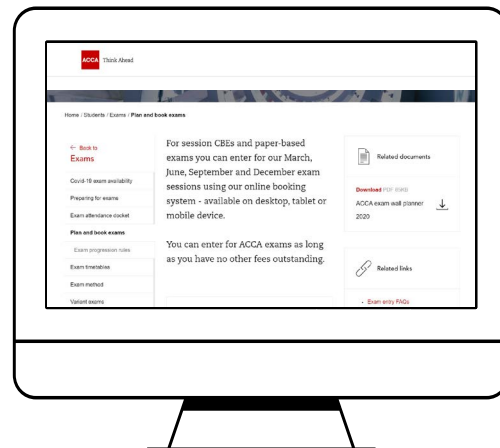 ACCA Think Ahead
Home / Students / Exams / Plan and book exams
← Back to
Exams
Covid-19 exam availability
Preparing for exams
Exam attendance docket
Plan and book exams
Exam progression rules
Exam timetables
Exam method
Variant exams
For session CBEs and paper-based
exams you can enter for our March,
June, September and December exam
sessions using our online booking
system - available on desktop, tablet or
mobile device.
You can enter for ACCA exams as long
as you have no other fees outstanding.
Related documents
Download PDF
ACCA exam wall planner
2020
Related links
• Exam entry FAQs